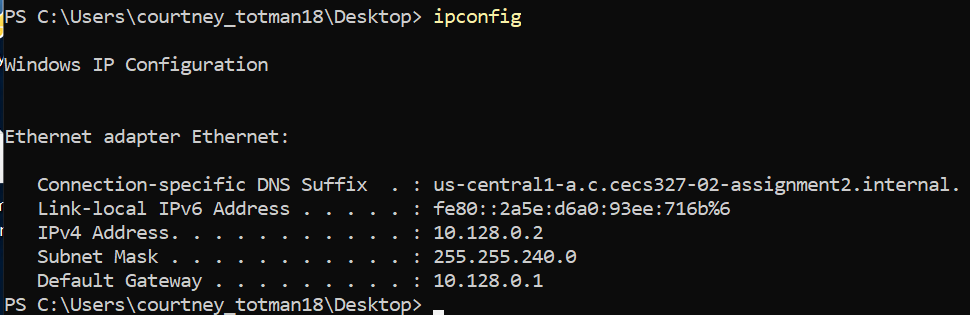 PS C:\Users\courtney_totman18\Desktop> ipconfig
Windows IP Configuration
Ethernet adapter Ethernet:
Connection-specific DNS Suffix  . : us-central1-a.c.cecs327-02-assignment2.internal.
Link-local IPv6 Address . . . . . : fe80::2a5e:d6a0:93ee:716b%6
IPv4 Address. . . . . . . . . . . : 10.128.0.2
Subnet Mask . . . . . . . . . . . : 255.255.240.0
Default Gateway . . . . . . . . . : 10.128.0.1
PS C:\Users\courtney_totman18\Desktop>